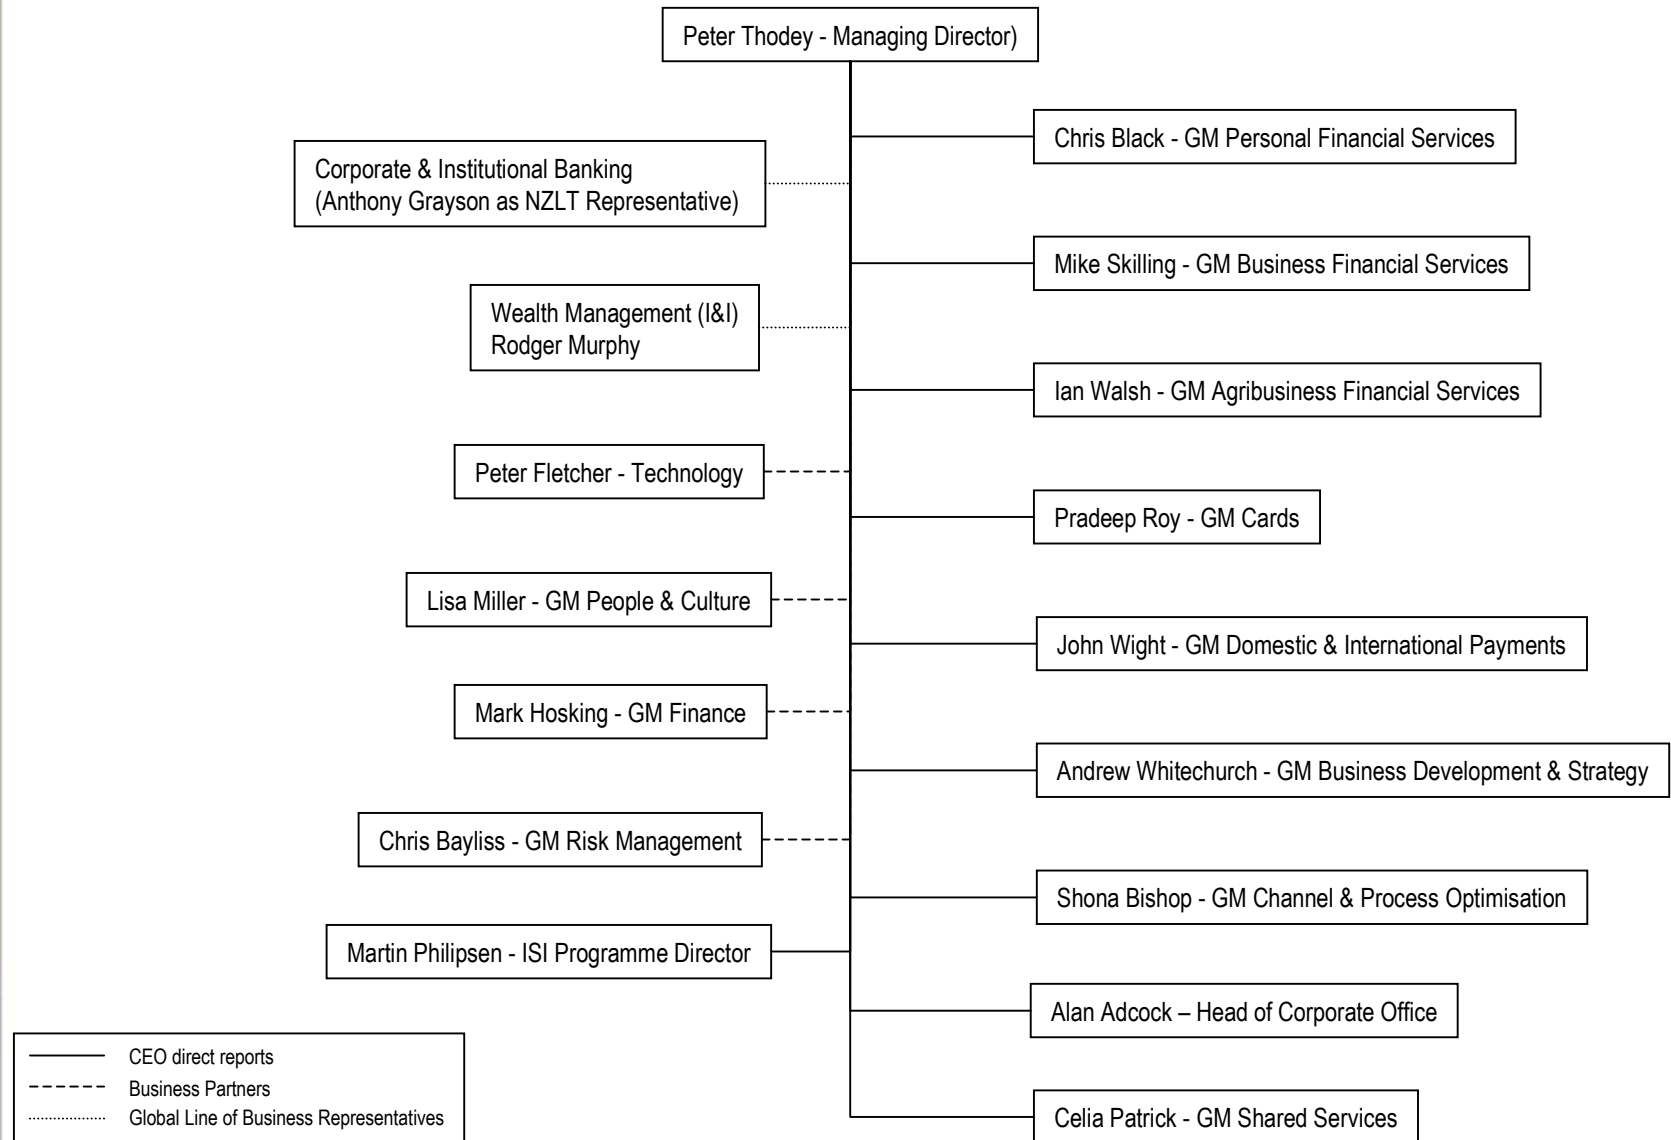 Peter Thodey - Managing Director)
Chris Black - GM Personal Financial Services
Corporate & Institutional Banking
(Anthony Grayson as NZLT Representative)
Mike Skilling - GM Business Financial Services
Wealth Management (I&I)
Rodger Murphy
Ian Walsh - GM Agribusiness Financial Services
Peter Fletcher - Technology
Pradeep Roy - GM Cards
Lisa Miller - GM People & Culture
John Wight - GM Domestic & International Payments
Mark Hosking - GM Finance
Andrew Whitechurch - GM Business Development & Strategy
Chris Bayliss - GM Risk Management
Shona Bishop - GM Channel & Process Optimisation
Martin Philipsen - ISI Programme Director
Alan Adcock – Head of Corporate Office
Celia Patrick - GM Shared Services
CEO direct reports
Business Partners
Global Line of Business Representatives